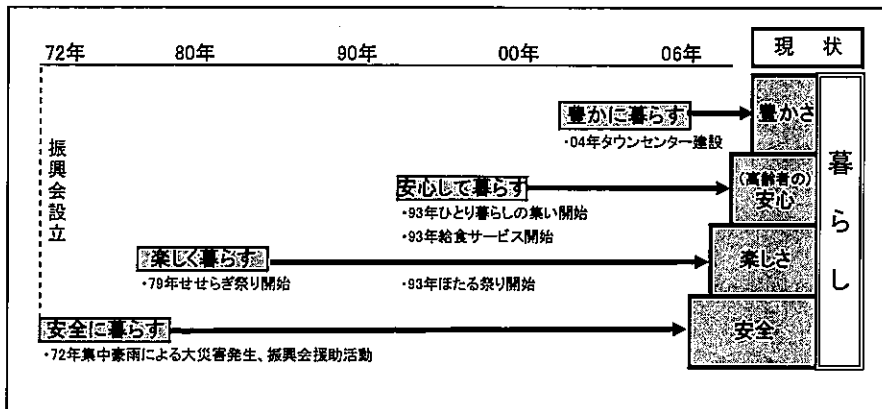 72年 80年 90年 00年 06年 現 状
豊かに暮らす 豊かさ
・04年タウンセンター建設
振興会設立
安心して暮らす (高齢者の)安心
・93年ひとり暮らしの集い開始
・93年給食サービス開始
暮らし
楽しく暮らす 楽しさ
・79年せせらぎ祭り開始 ・93年ほたる祭り開始
安全に暮らす 安全
・72年集中豪雨による大災害発生、振興会援助活動